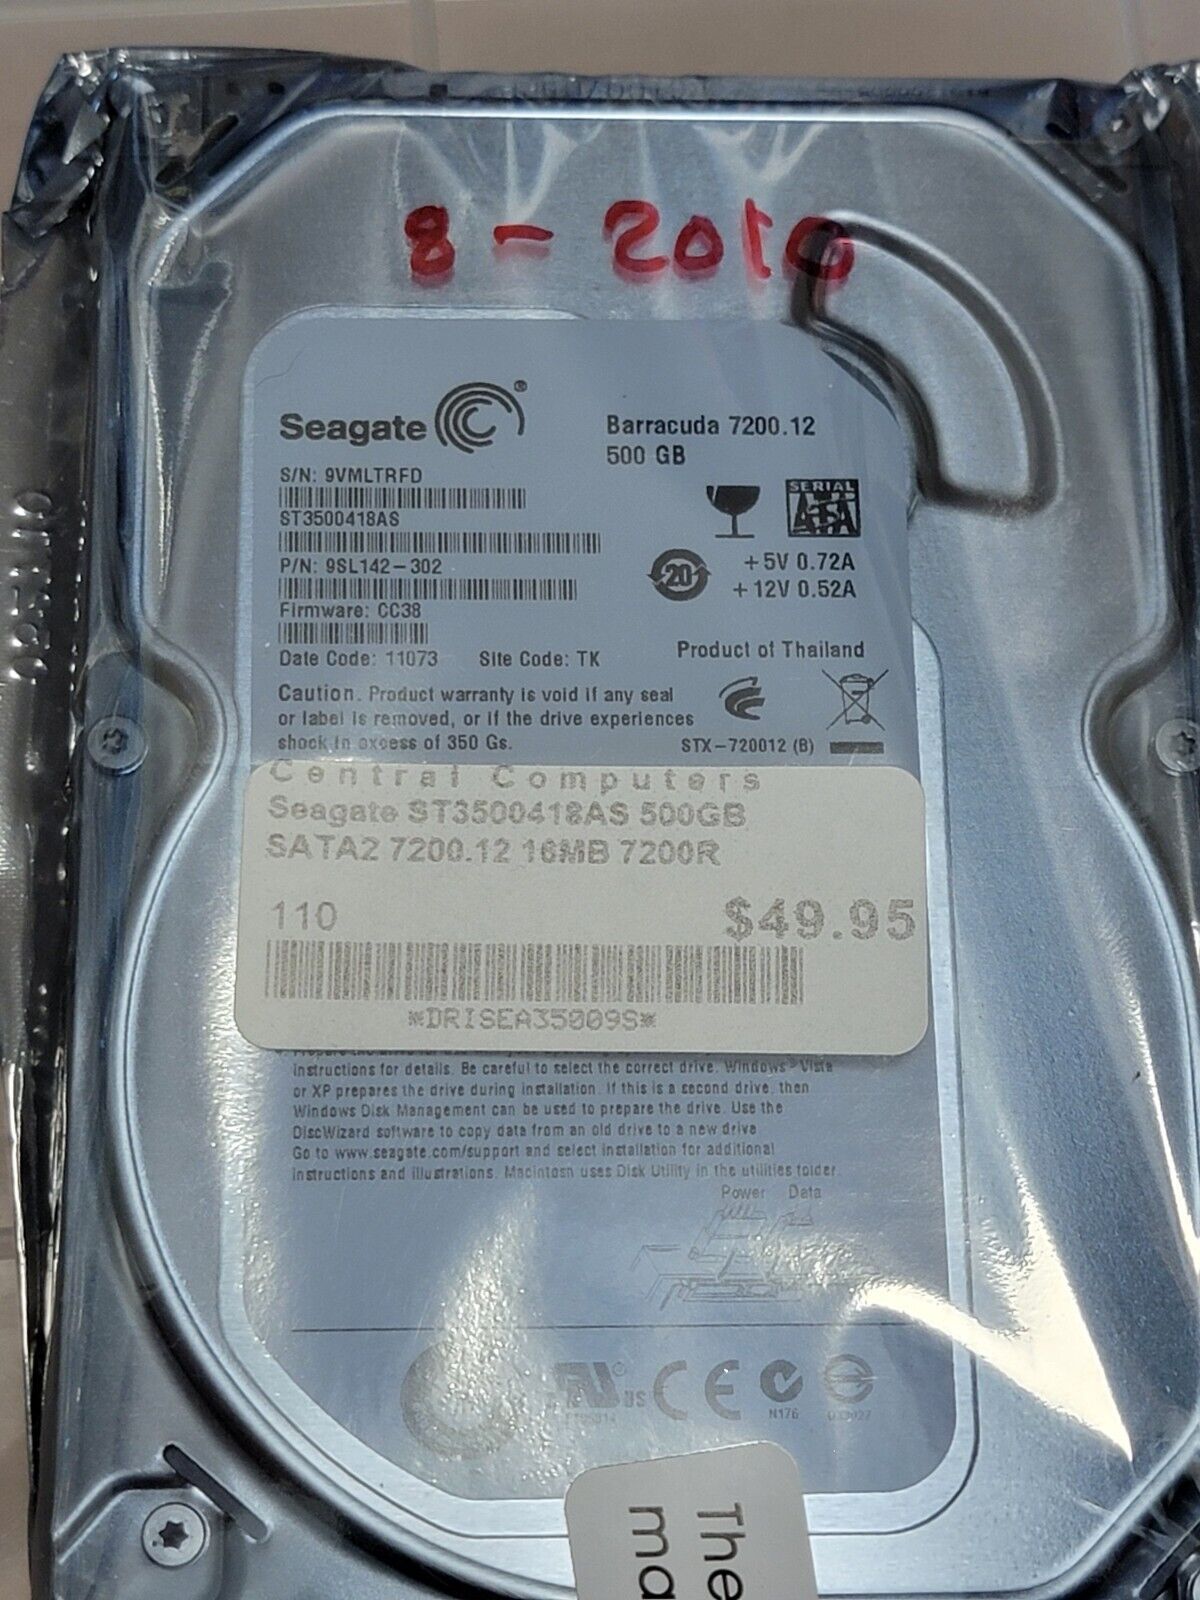 8 - 2010
Seagate
Barracuda 7200.12
500 GB
S/N: 9VMLTRFD
ST3500418AS
P/N: 9SL142-302
Firmware: CC38
Date Code: 11073 Site Code: TK
SERIAL
SATA
20
+5V 0.72A
+12V 0.52A
Product of Thailand
Caution. Product warranty is void if any seal
or label is removed, or if the drive experiences
shock in excess of 350 Gs.
STX-720012 (B)
Central Computers
Seagate ST3500418AS 500GB
SATA2 7200.12 16MB 7200R
110
$49.95
*DRISEA35009S*
instructions for details. Be careful to select the correct drive. Windows Vista
or XP prepares the drive during installation. If this is a second drive, then
Windows Disk Management can be used to prepare the drive. Use the
DiscWizard software to copy data from an old drive to a new drive
Go to www.seagate.com/support and select installation for additional
instructions and illustrations. Macintosh uses Disk Utility in the utilities folder.
Power Data
US
CE
N176
The
ma